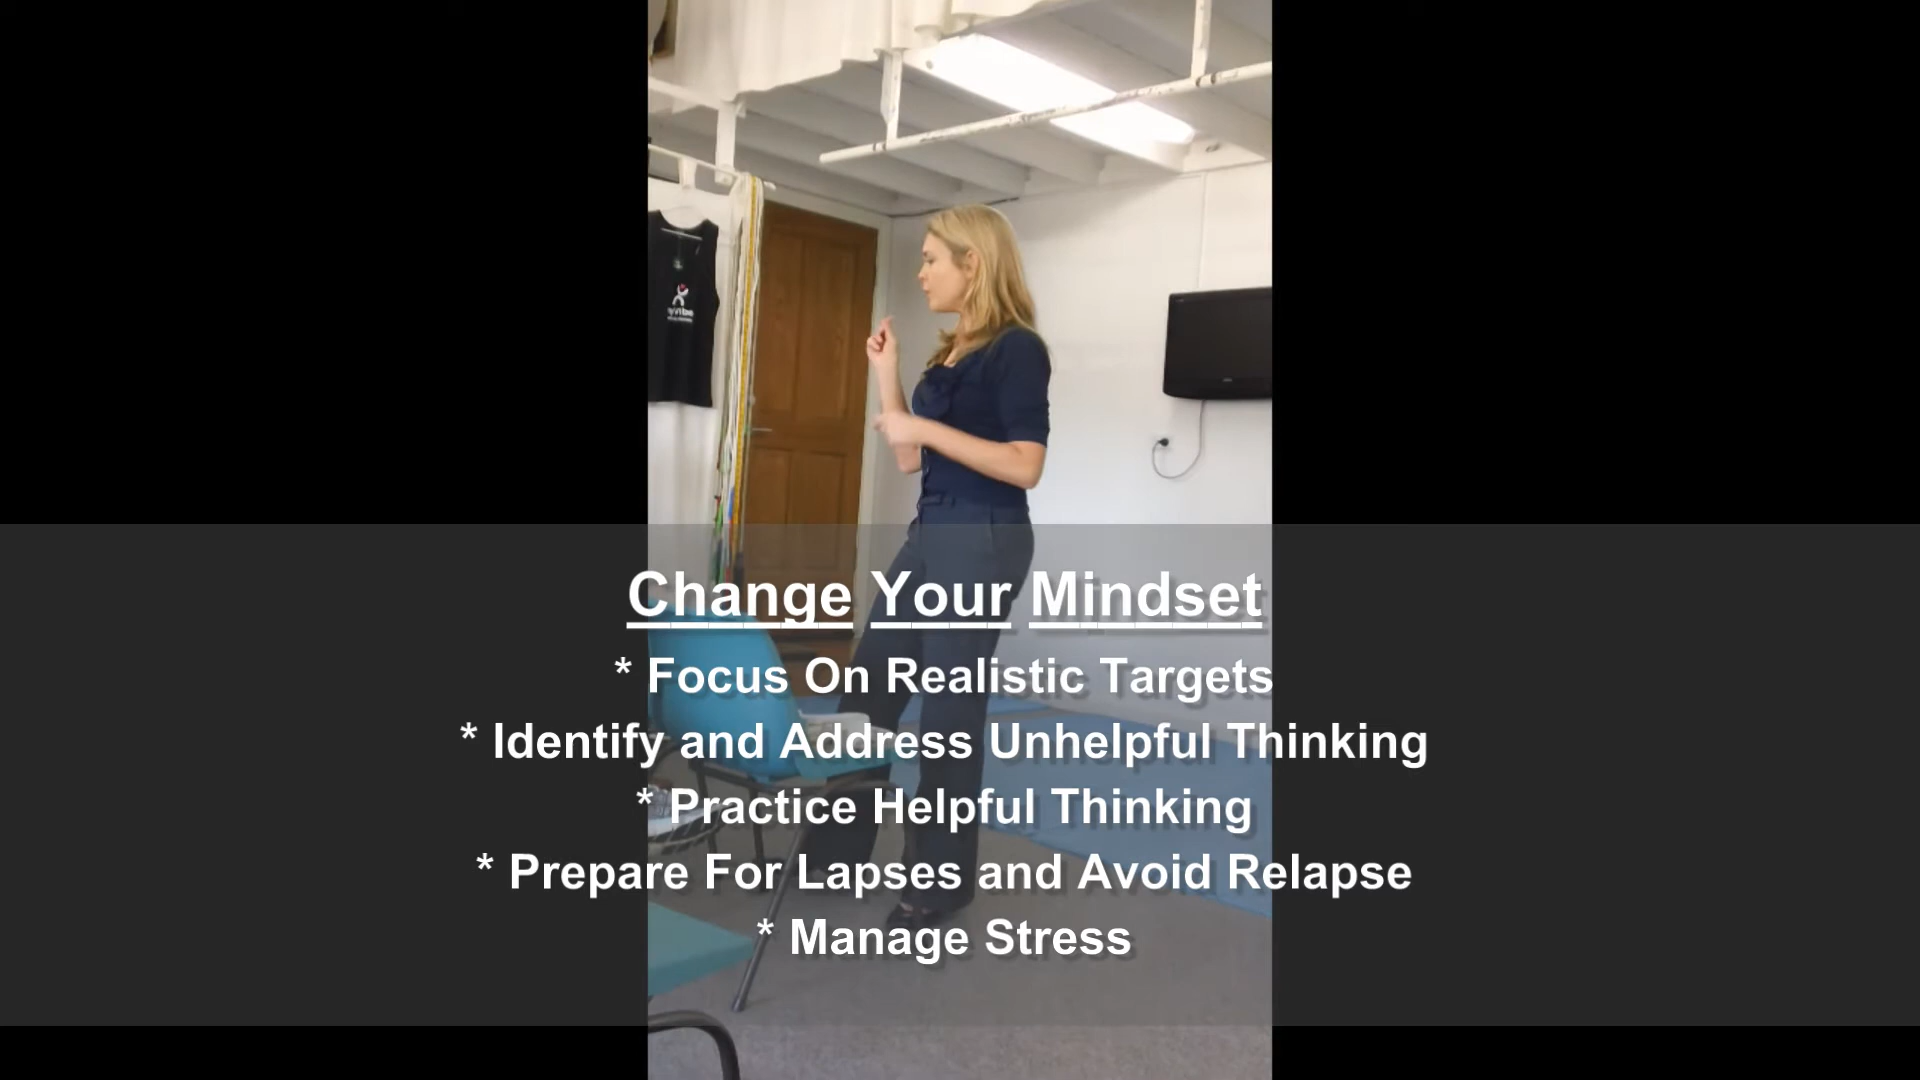 Change Your Mindset
* Focus On Realistic Targets
* Identify and Address Unhelpful Thinking
* Practice Helpful Thinking
* Prepare For Lapses and Avoid Relapse
* Manage Stress